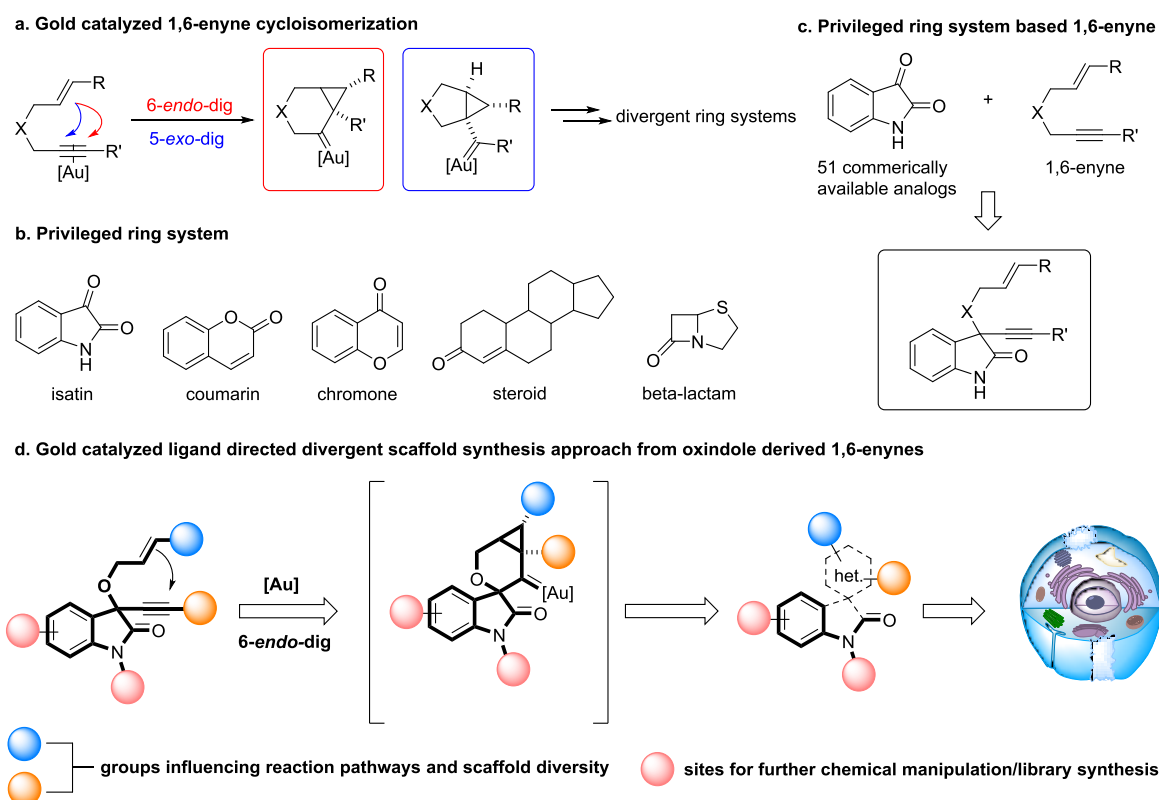 a. Gold catalyzed 1,6-enyne cycloisomerization
R
X
R'
[Au]
6-endo-dig
5-exo-dig
X
R
R'
[Au]
H
X
R
R'
[Au]
divergent ring systems
c. Privileged ring system based 1,6-enyne
O
O
N
H
+
R
X
R'
51 commerically
available analogs
1,6-enyne
R
X
R'
O
N
H
b. Privileged ring system
O
O
N
H
isatin
O
O
coumarin
O
O
chromone
O
steroid
S
N
O
beta-lactam
d. Gold catalyzed ligand directed divergent scaffold synthesis approach from oxindole derived 1,6-enynes
O
O
N
[Au]
6-endo-dig
O
[Au]
O
N
het.
O
N
groups influencing reaction pathways and scaffold diversity
sites for further chemical manipulation/library synthesis